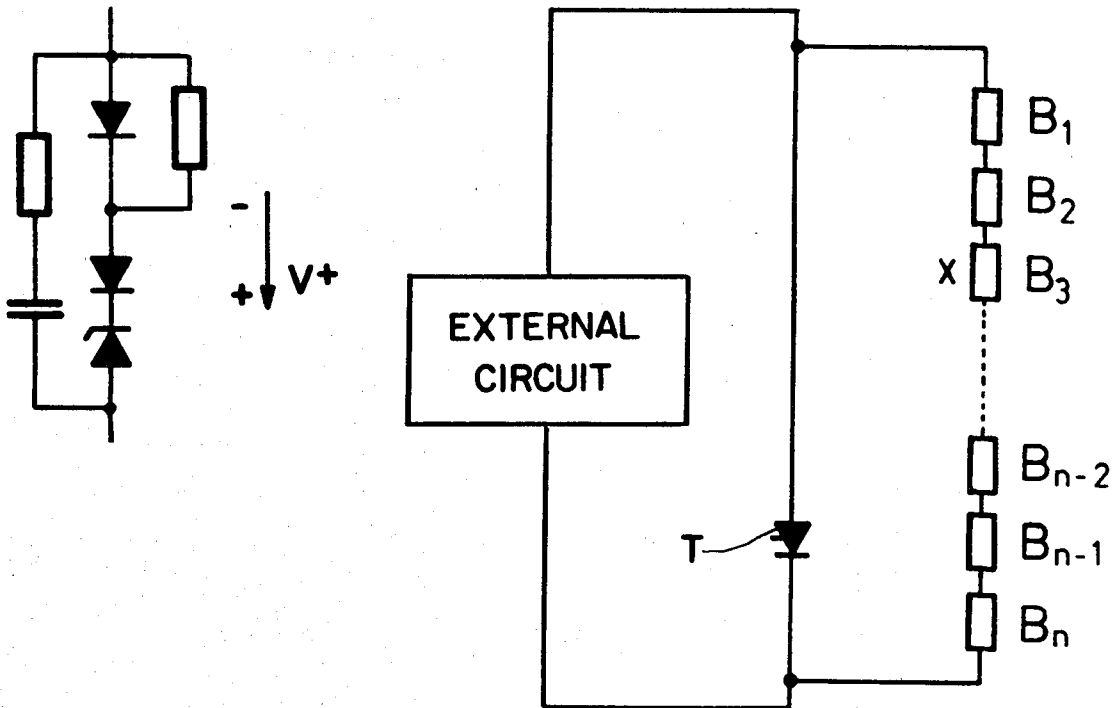 -
+ V+
EXTERNAL
CIRCUIT
T
B₁
B₂
X B₃
Bₙ₋₂
Bₙ₋₁
Bₙ